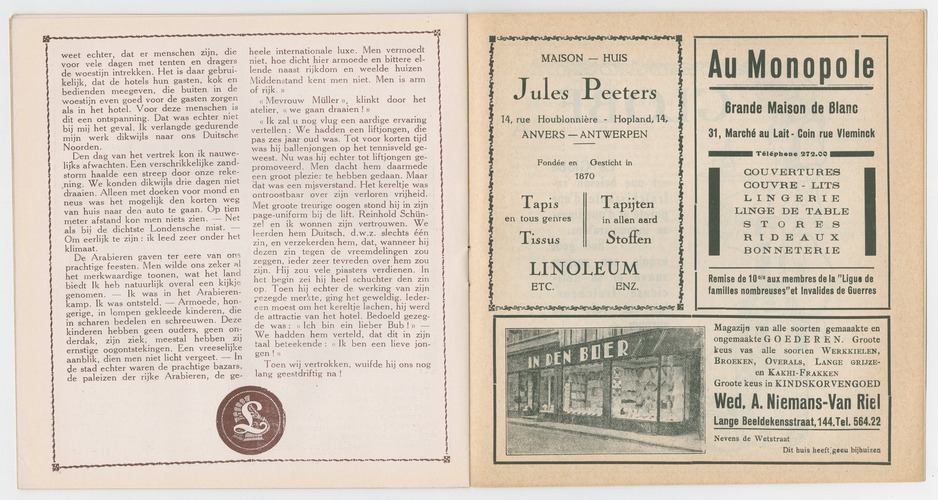 weet echter, dat er menschen zijn, die
voor vele dagen met tenten en dragers
de woestijn intrekken. Het is daar gebrui-
kelijk, dat de hotels hun gasten, kok en
bedienden meegeven, die buiten in de
woestijn even goed voor de gasten zorgen
als in het hotel. Voor deze menschen is
dit een ontspanning. Dat was echter niet
bij mij het geval. Ik verlangde gedurende
mijn werk dikwijls naar ons Duitsche
Noorden.
Den dag van het vertrek kon ik nauwe-
lijks afwachten. Een verschrikkelijke zand-
storm haalde een streep door onze reke-
ning. We konden dikwijls drie dagen niet
draaien. Alleen met doeken voor mond en
neus was het mogelijk den korten weg
van huis naar den auto te gaan. Op tien
meter afstand kon men niets zien. — Net
als bij de dichtste Londensche mist. —
Om eerlijk te zijn : ik leed zeer onder het
klimaat.
De Arabieren gaven ter eere van ons
prachtige feesten. Men wilde ons zeker al
het merkwaardige toonen, wat het land
biedt Ik heb natuurlijk overal een kijkje
genomen. — Ik was in het Arabieren-
kamp. Ik was ontsteld. — Armoede, hon-
gerige, in lompen gekleede kinderen, die
in scharen bedelen en schreeuwen. Deze
kinderen hebben geen ouders, geen on-
derdak, zijn ziek, meestal hebben zij
ernstige oogontstekingen. Een vreeselijke
aanblik, dien men niet licht vergeet. — In
de stad echter waren de prachtige bazars,
de paleizen der rijke Arabieren, de ge-
heele internationale luxe. Men vermoedt
niet, hoe dicht hier armoede en bittere el-
lende naast rijkdom en weelde huizen
Middenstand kent men niet. Men is arm
of rijk. »
« Mevrouw Müller », klinkt door het
atelier, « we gaan draaien ! »
« Ik zal u nog vlug een aardige ervaring
vertellen : We hadden een liftjongen, die
pas zes jaar oud was. Tot voor korten tijd
was hij ballenjongen op het tennisveld ge-
weest. Nu was hij echter tot liftjongen ge-
promoveerd. Men dacht hem daarmede
een groot plezie: te hebben gedaan. Maar
dat was een misverstand. Het kereltje was
ontroostbaar over zijn verloren vrijheid.
Met groote treurige oogen stond hij in zijn
page-uniform bij de lift. Reinhold Schün-
zel en ik wonnen zijn vertrouwen. We
leerden hem Duitsch, d.w.z. slechts één
zin, en verzekerden hem, dat, wanneer hij
dezen zin tegen de vreemdelingen zou
zeggen, ieder zeer tevreden over hem zou
zijn. Hij zou vele piasters verdienen. In
het begin zei hij heel schuchter den zin
op. Toen hij echter de werking van zijn
gezegde merkte, ging het geweldig. Ieder-
een moest om het kereltje lachen, hij werd
de attractie van het hotel. Bedoeld gezeg-
de was : « Ich bin ein lieber Bub ! » —
We hadden hem verteld, dat dit in zijn
taal beteekende : « Ik ben een lieve jon-
gen ! »
Toen wij vertrokken, wuifde hij ons nog
lang geestdriftig na !
L
MAISON — HUIS
Jules Peeters
14, rue Houblonnière - Hopland, 14,
ANVERS — ANTWERPEN
Fondée en Gesticht in
1870
Tapis
en tous genres
Tissus
Tapijten
in allen aard
Stoffen
LINOLEUM
ETC. ENZ.
Au Monopole
Grande Maison de Blanc
31, Marché au Lait - Coin rue Vleminck
Téléphone 272.00
COUVERTURES
COUVRE - LITS
LINGERIE
LINGE DE TABLE
STORES
RIDEAUX
BONNETERIE
Remise de 10 % aux membres de la "Ligue de
familles nombreuses" et Invalides de Guerres
IN DEN BOER
Magazijn van alle soorten gemaakte en
ongemaakte GOEDEREN. Groote
keus van alle soorten WERKKIELEN,
BROEKEN, OVERALS, LANGE GRIJZE-
en KAKHI-FRAKKEN
Groote keus in KINDSKORVENGOED
Wed. A. Niemans-Van Riel
Lange Beeldekensstraat, 144, Tel. 564.22
Nevens de Wetstraat
Dit huis heeft geen bijhuizen